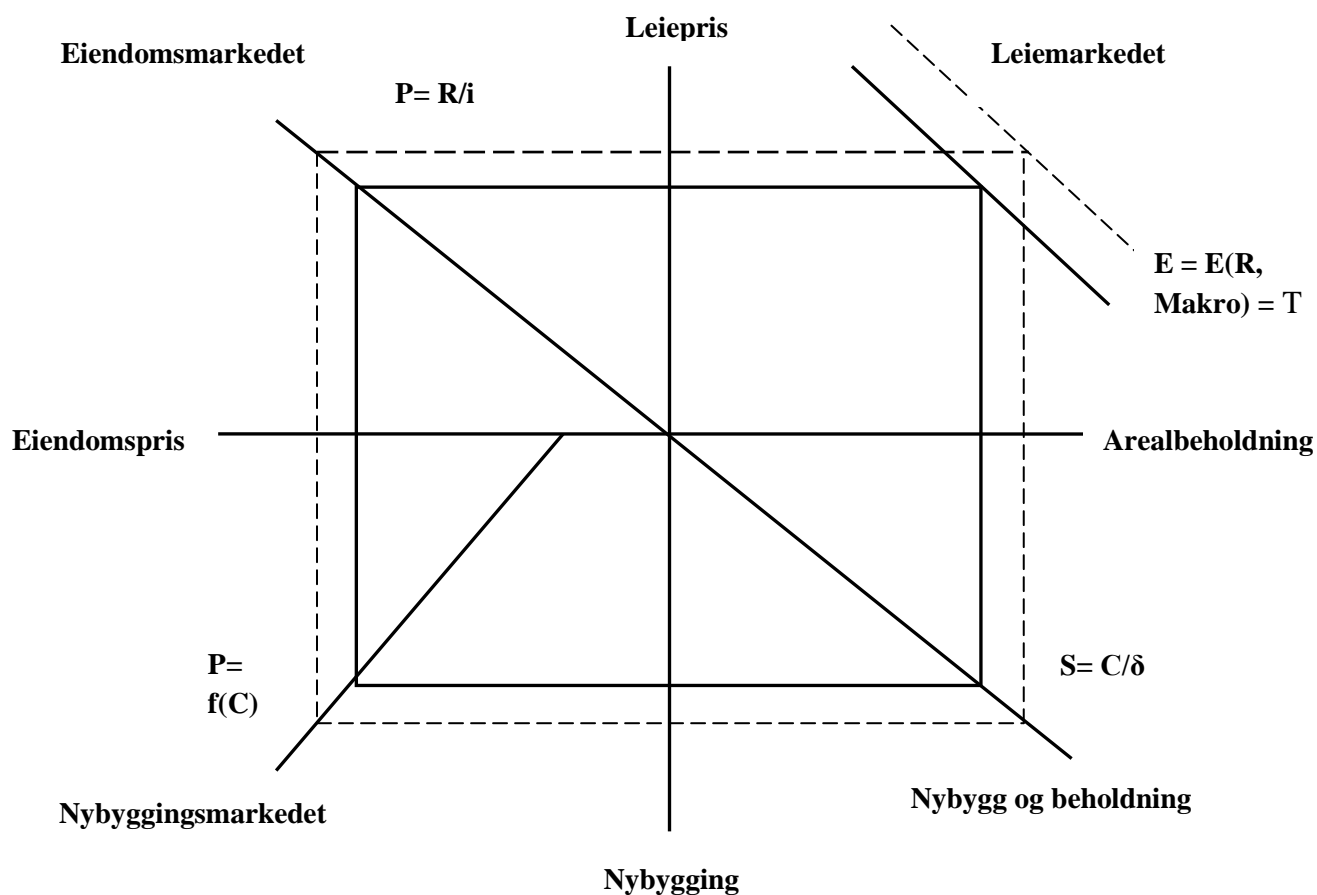 Leiepris
Eiendomsmarkedet
Leiemarkedet
P= R/i
E = E(R,
Makro) = T
Eiendomspris
Arealbeholdning
P=
f(C)
S= C/δ
Nybyggingsmarkedet
Nybygg og beholdning
Nybygging